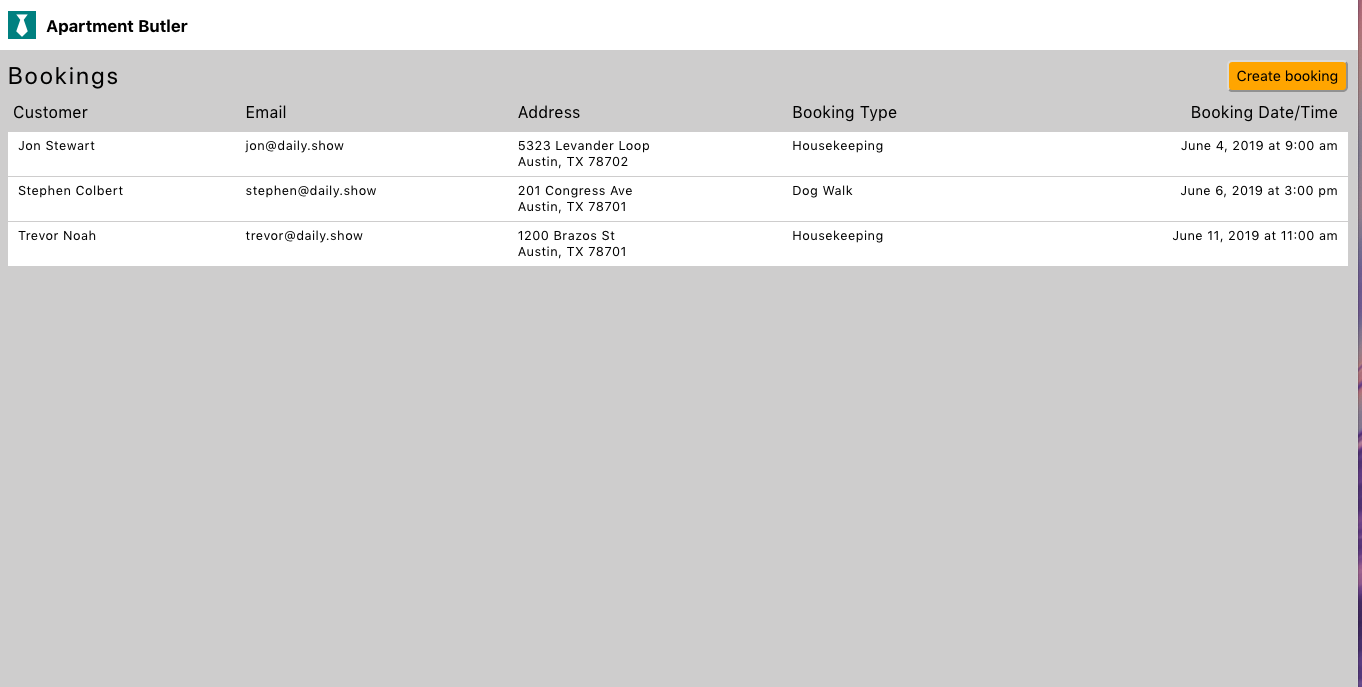 Apartment Butler
Bookings
Create booking
Customer Email Address Booking Type Booking Date/Time
Jon Stewart jon@daily.show 5323 Levander Loop Housekeeping June 4, 2019 at 9:00 am
Austin, TX 78702
Stephen Colbert stephen@daily.show 201 Congress Ave Dog Walk June 6, 2019 at 3:00 pm
Austin, TX 78701
Trevor Noah trevor@daily.show 1200 Brazos St Housekeeping June 11, 2019 at 11:00 am
Austin, TX 78701